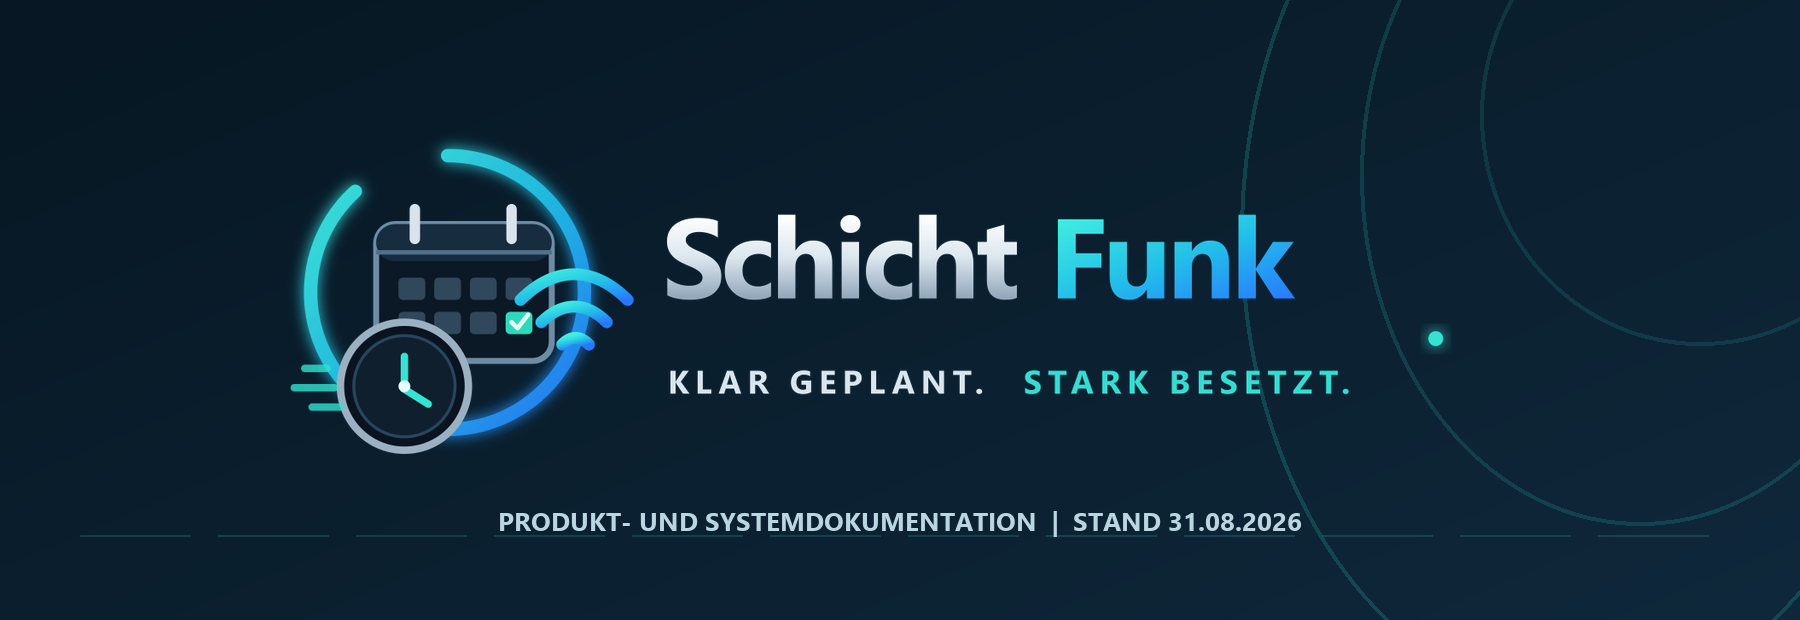 Schicht Funk
KLAR GEPLANT. STARK BESETZT.
PRODUKT- UND SYSTEMDOKUMENTATION | STAND 31.08.2026